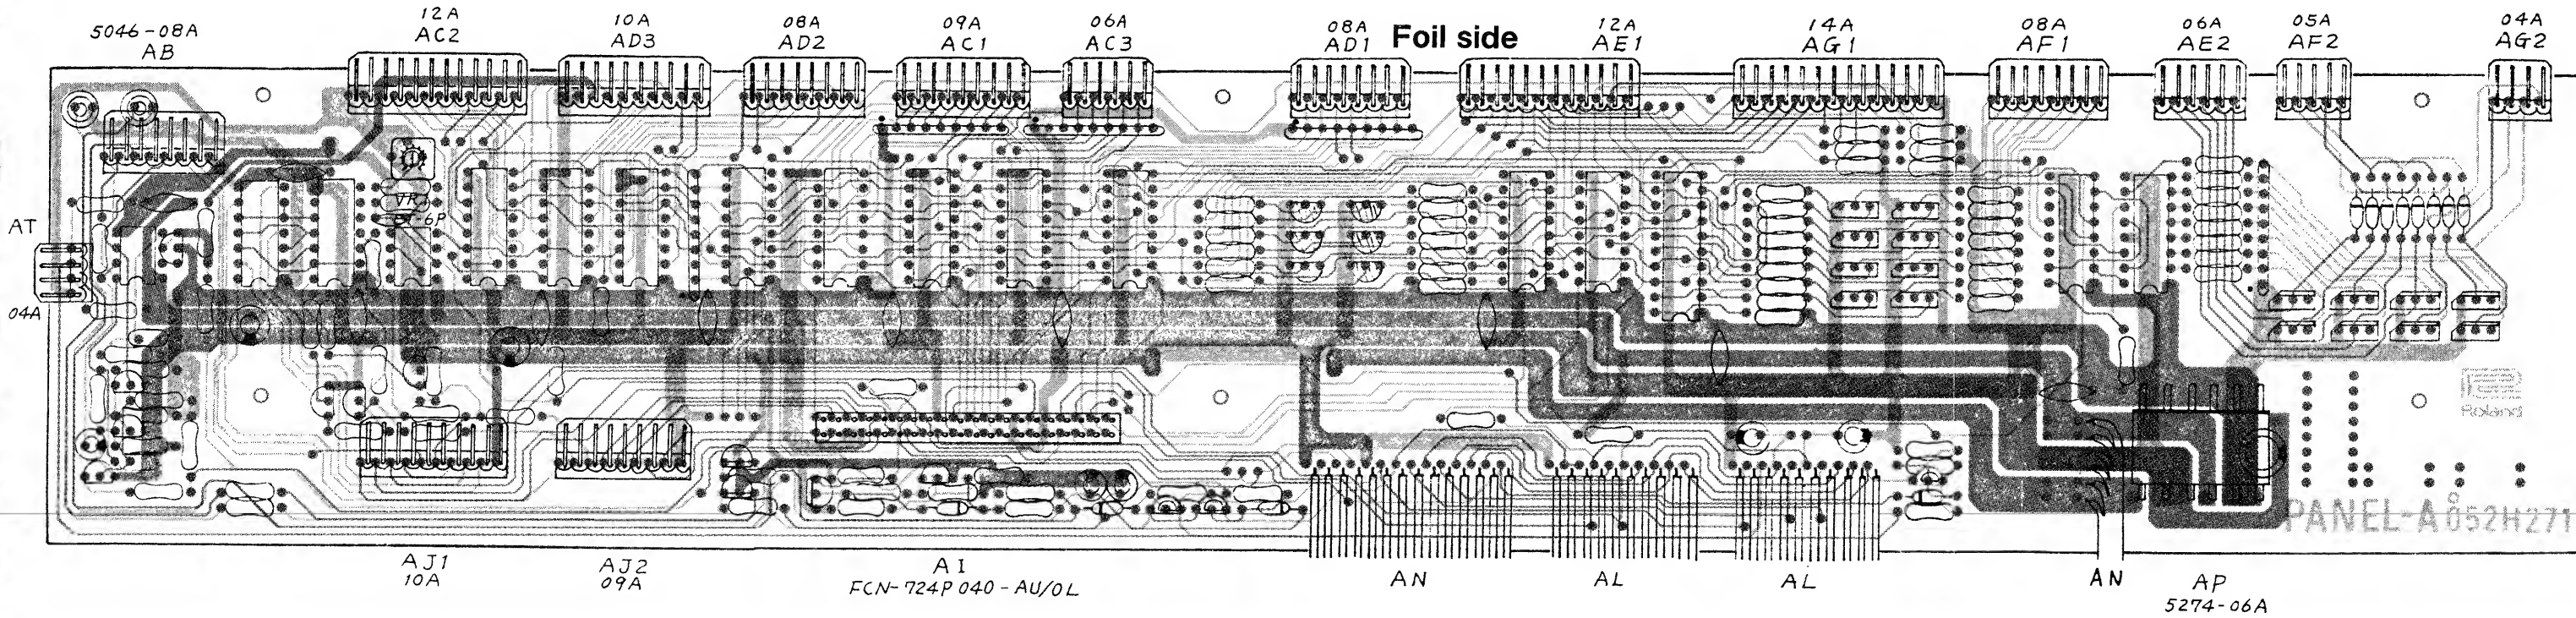 5046-08A
AB
12A
AC2
10A
AD3
08A
AD2
09A
AC1
06A
AC3
08A
AD1
Foil side
12A
AE1
14A
AG1
08A
AF1
06A
AE2
05A
AF2
04A
AG2
VR1
AT
04A
Roland
PANEL-A 052H271
AJ1
10A
AJ2
09A
AI
FCN-724P040-AU/0L
AN
AL
AL
AN
AP
5274-06A